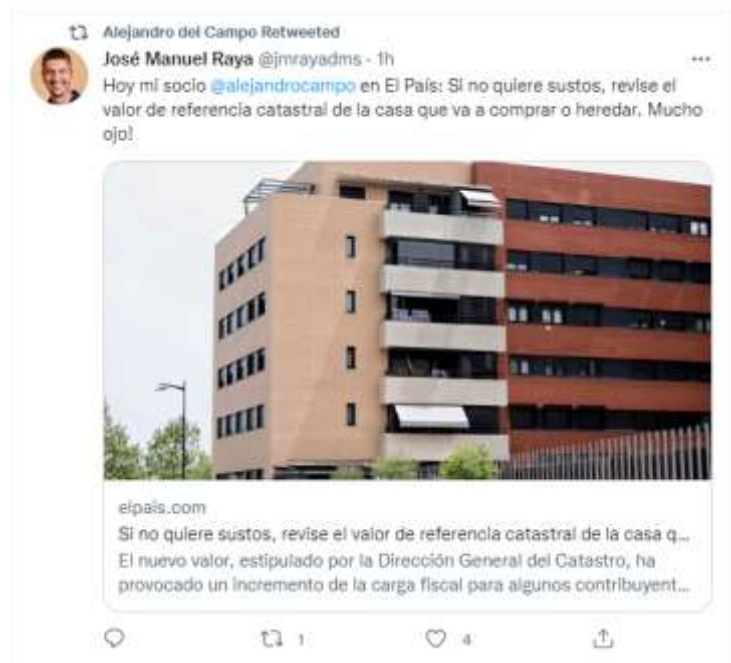 Alejandro del Campo Retweeted
José Manuel Raya @jmrayadms · 1h
Hoy mi socio @alejandrocampo en El País: Si no quiere sustos, revise el
valor de referencia catastral de la casa que va a comprar o heredar. Mucho
ojo!
elpais.com
Si no quiere sustos, revise el valor de referencia catastral de la casa q...
El nuevo valor, estipulado por la Dirección General del Catastro, ha
provocado un incremento de la carga fiscal para algunos contribuyent...
1
4